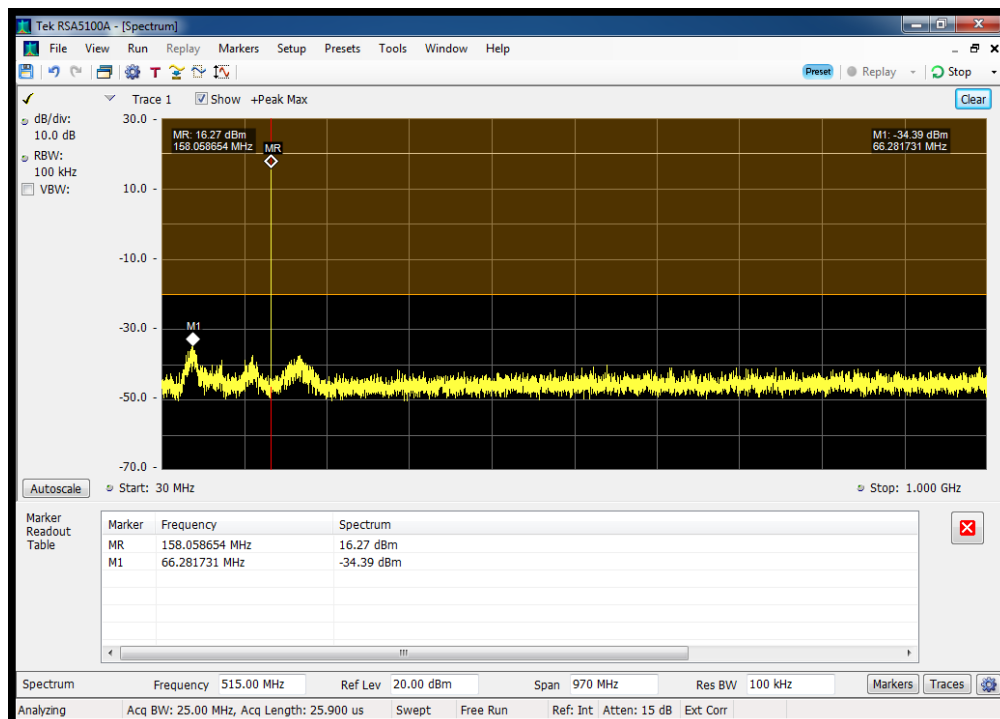 Tek RSA5100A - [Spectrum]
File View Run Replay Markers Setup Presets Tools Window Help
Preset Replay Stop
Trace 1 Show +Peak Max Clear
dB/div:
10.0 dB
RBW:
100 kHz
VBW:
30.0
MR: 16.27 dBm
158.058654 MHz
MR
M1: -34.39 dBm
66.281731 MHz
10.0
-10.0
-30.0
M1
-50.0
-70.0
Autoscale Start: 30 MHz Stop: 1.000 GHz
Marker
Readout
Table
Marker Frequency Spectrum
MR 158.058654 MHz 16.27 dBm
M1 66.281731 MHz -34.39 dBm
Spectrum Frequency 515.00 MHz Ref Lev 20.00 dBm Span 970 MHz Res BW 100 kHz Markers Traces
Analyzing Acq BW: 25.00 MHz, Acq Length: 25.900 us Swept Free Run Ref: Int Atten: 15 dB Ext Corr